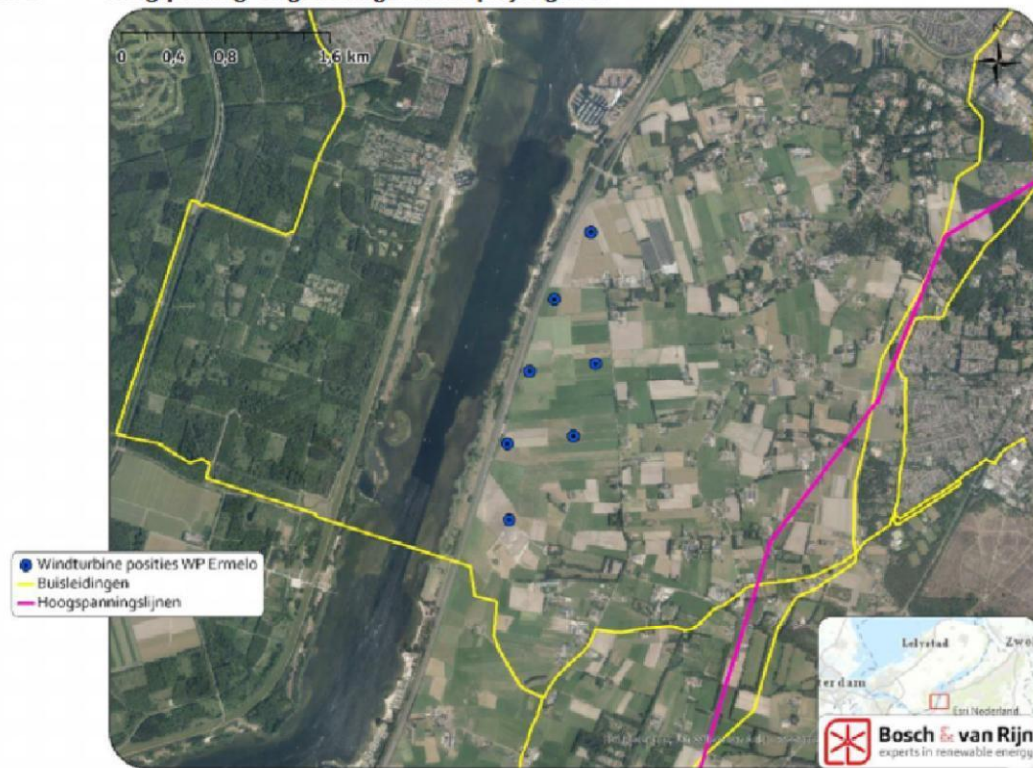 0 0,4 0,8 1,6 km
Windturbine posities WP Ermelo
Buisleidingen
Hoogspanningslijnen
Lelystad
Zwo
erdam
Esri Nederland
Bosch & van Rijn
experts in renewable energy